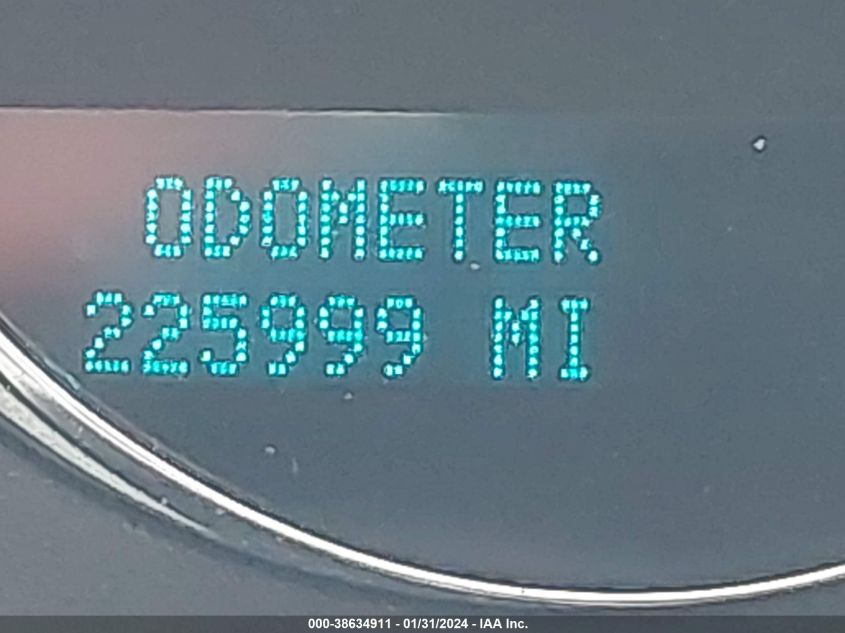 ODOMETER
225999 MI
000-38634911 - 01/31/2024 - IAA Inc.